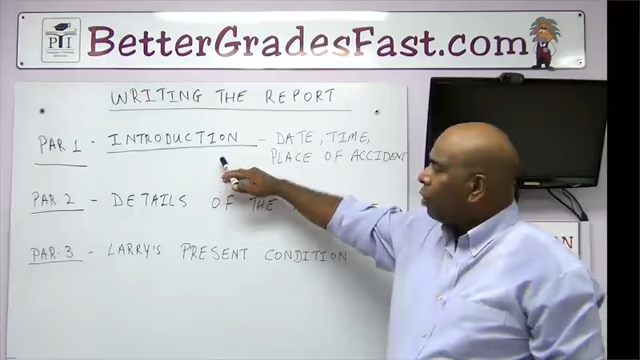 PTI
BetterGradesFast.com
WRITING THE REPORT
PAR.1 - INTRODUCTION - DATE, TIME,
PLACE OF ACCIDENT
PAR.2 - DETAILS OF THE
PAR.3 - LARRY'S PRESENT CONDITION